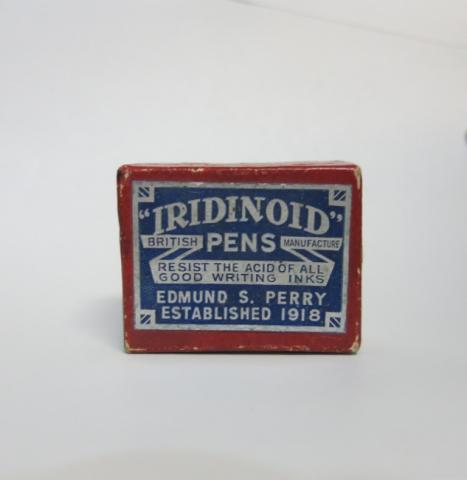 "IRIDINOID"
BRITISH PENS MANUFACTURE
RESIST THE ACID OF ALL
GOOD WRITING INKS
EDMUND S. PERRY
ESTABLISHED 1918